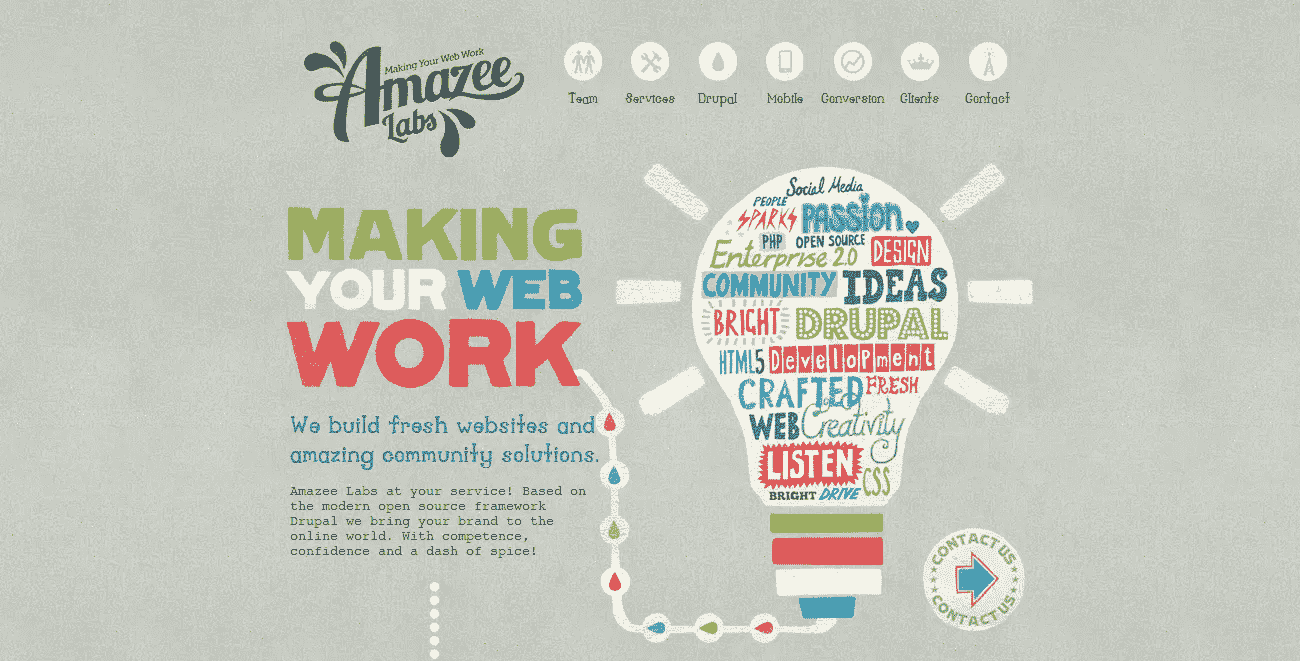 Making Your Web Work
Amazee
Labs
Team Services Drupal Mobile Conversion Clients Contact
MAKING
YOUR WEB
WORK
We build fresh websites and
amazing community solutions.
Amazee Labs at your service! Based on
the modern open source framework
Drupal we bring your brand to the
online world. With competence,
confidence and a dash of spice!
Social Media
PEOPLE
SPARKS PASSION
PHP OPEN SOURCE DESIGN
Enterprise 2.0
COMMUNITY IDEAS
BRIGHT DRUPAL
HTML5 Development
CRAFTED FRESH
WEB Creativity
LISTEN
CSS
BRIGHT DRIVE
CONTACT US
CONTACT US